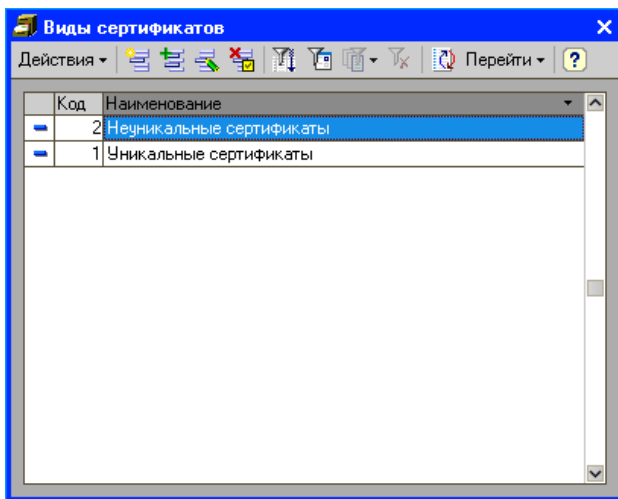 Виды сертификатов
Действия Перейти ?
Код Наименование
2 Неуникальные сертификаты
1 Уникальные сертификаты